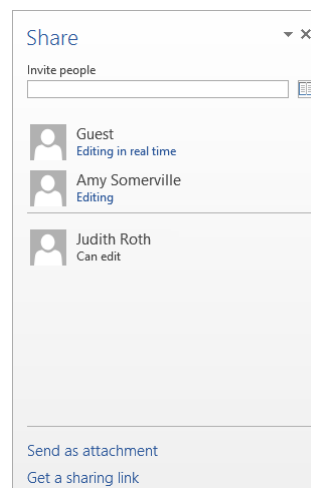 Share
Invite people
Guest
Editing in real time
Amy Somerville
Editing
Judith Roth
Can edit
Send as attachment
Get a sharing link